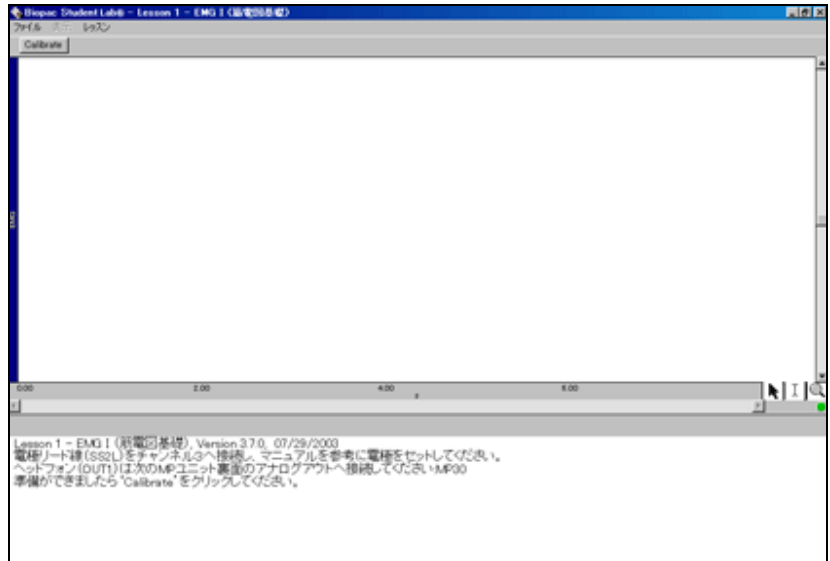 Biopac Student Lab® - Lesson 1 - EMG I (筋電図基礎)
ファイル 表示 レッスン
Calibrate
0.00 2.00 4.00 6.00
Lesson 1 - EMG I (筋電図基礎), Version 3.7.0, 07/29/2003
電極リード線(SS2L)をチャンネル3へ接続し、マニュアルを参考に電極をセットしてください。
ヘッドフォン(OUT1)は次のMPユニット裏面のアナログアウトへ接続してください:MP30
準備ができましたら 'Calibrate' をクリックしてください。